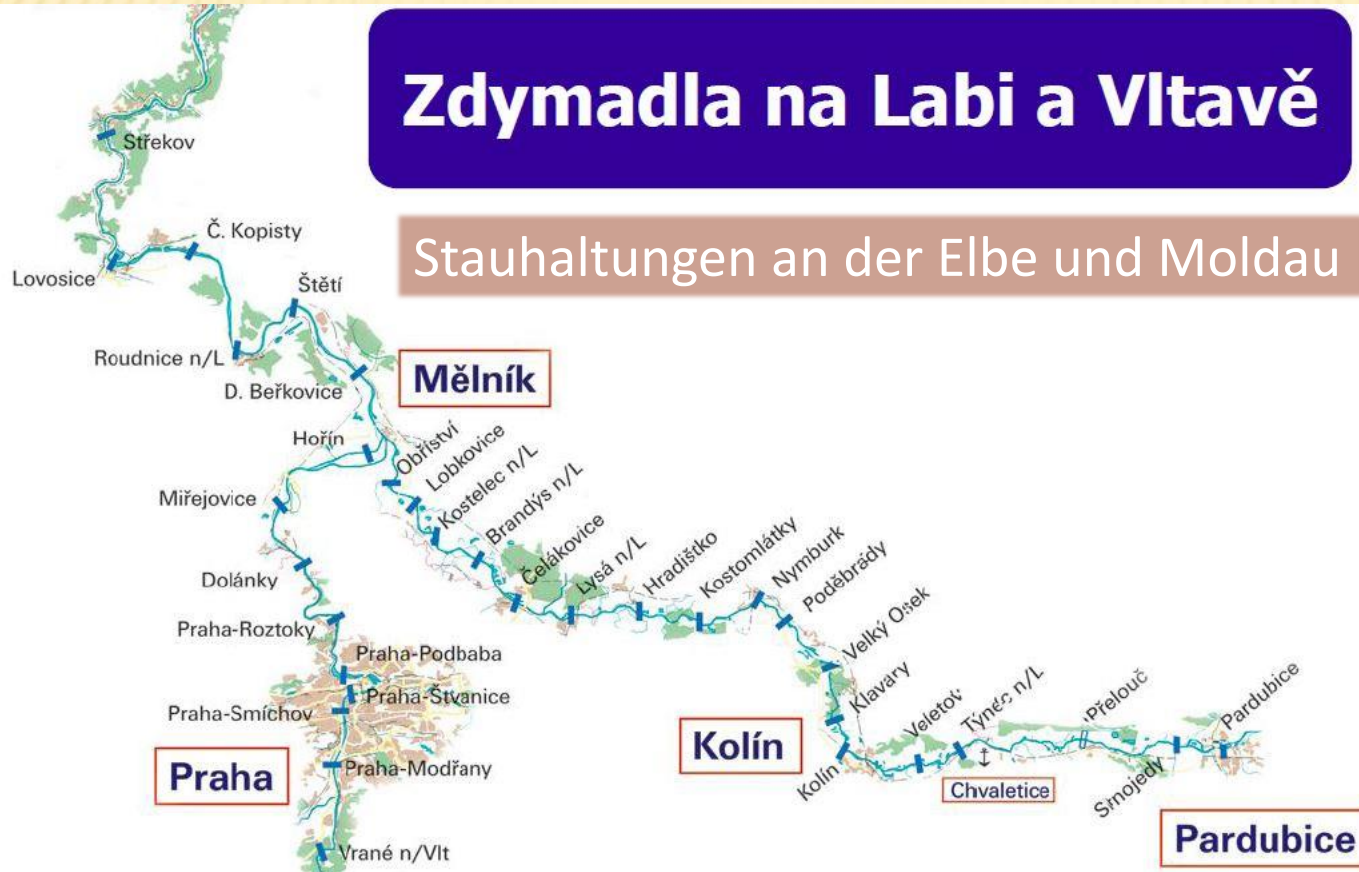 Zdymadla na Labi a Vltavě
Stauhaltungen an der Elbe und Moldau
Střekov
Č. Kopisty
Lovosice
Štětí
Roudnice n/L
D. Beřkovice
Mělník
Hořín
Obříství
Lobkovice
Kostelec n/L
Brandýs n/L
Čelákovice
Lysá n/L
Hradištko
Kostomlátky
Nymburk
Poděbrady
Velký Osek
Klavary
Kolín
Kolín
Veletov
Týnec n/L
Chvaletice
Přelouč
Srnojedy
Pardubice
Pardubice
Miřejovice
Dolánky
Praha-Roztoky
Praha-Podbaba
Praha-Štvanice
Praha-Smíchov
Praha
Praha-Modřany
Vrané n/Vlt